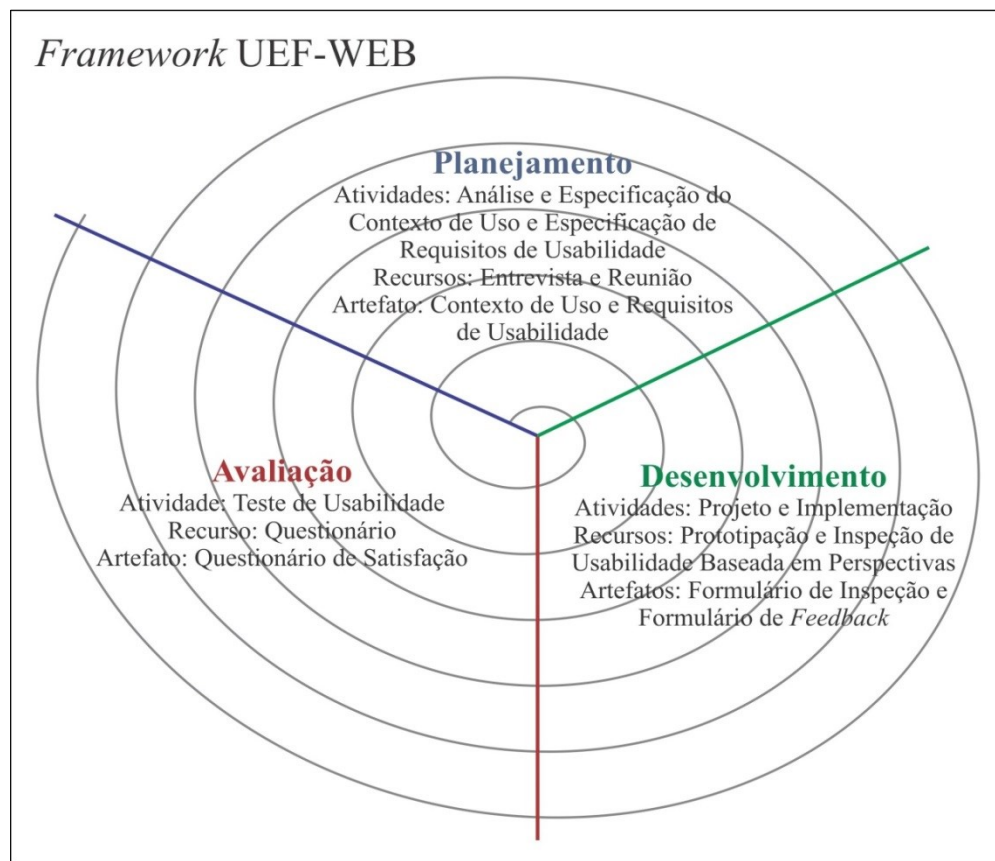 Framework UEF-WEB
Planejamento
Atividades: Análise e Especificação do
Contexto de Uso e Especificação de
Requisitos de Usabilidade
Recursos: Entrevista e Reunião
Artefato: Contexto de Uso e Requisitos
de Usabilidade
Avaliação
Atividade: Teste de Usabilidade
Recurso: Questionário
Artefato: Questionário de Satisfação
Desenvolvimento
Atividades: Projeto e Implementação
Recursos: Prototipação e Inspeção de
Usabilidade Baseada em Perspectivas
Artefatos: Formulário de Inspeção e
Formulário de Feedback